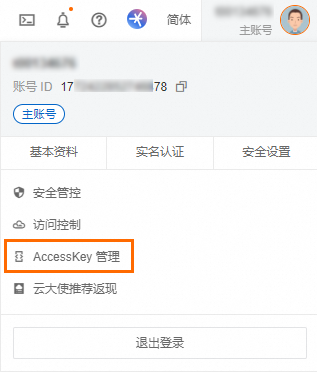 简体
主账号
账号 ID 17 78
主账号
基本资料 实名认证 安全设置
安全管控
访问控制
AccessKey 管理
云大使推荐返现
退出登录